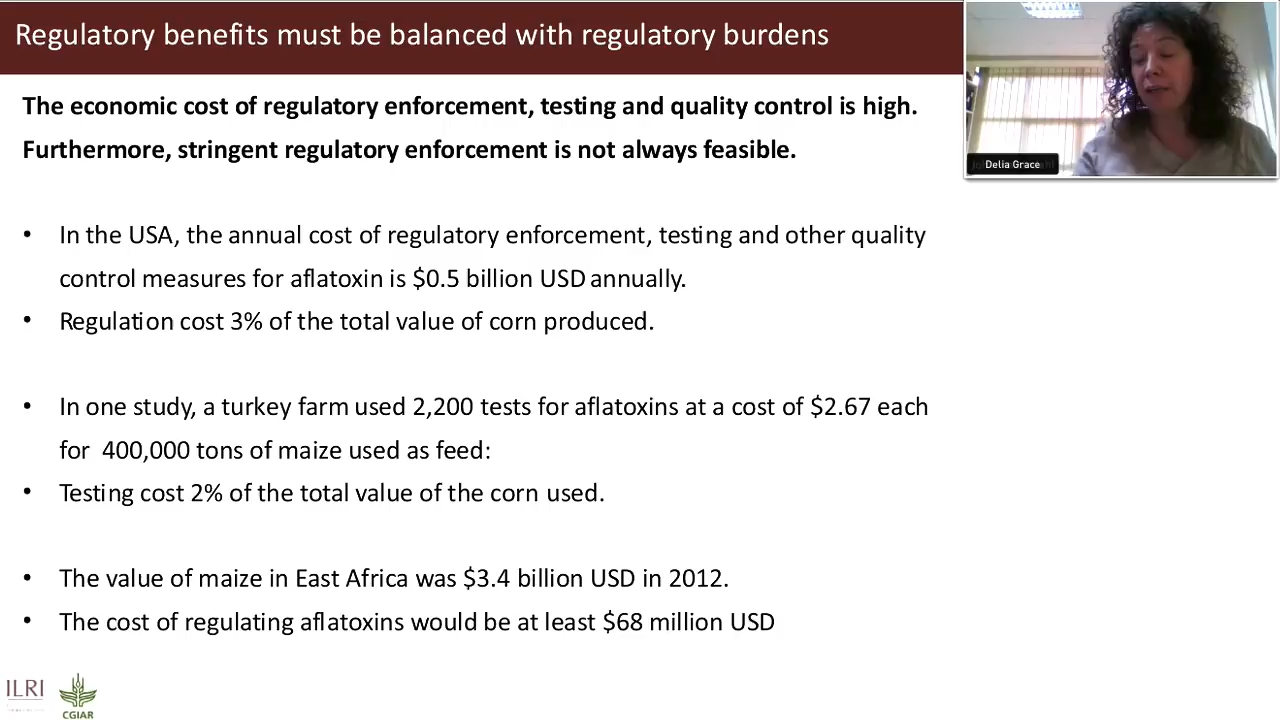 Regulatory benefits must be balanced with regulatory burdens
The economic cost of regulatory enforcement, testing and quality control is high.
Furthermore, stringent regulatory enforcement is not always feasible.
• In the USA, the annual cost of regulatory enforcement, testing and other quality
control measures for aflatoxin is $0.5 billion USD annually.
• Regulation cost 3% of the total value of corn produced.
• In one study, a turkey farm used 2,200 tests for aflatoxins at a cost of $2.67 each
for 400,000 tons of maize used as feed:
• Testing cost 2% of the total value of the corn used.
• The value of maize in East Africa was $3.4 billion USD in 2012.
• The cost of regulating aflatoxins would be at least $68 million USD
Delia Grace
ILRI
CGIAR